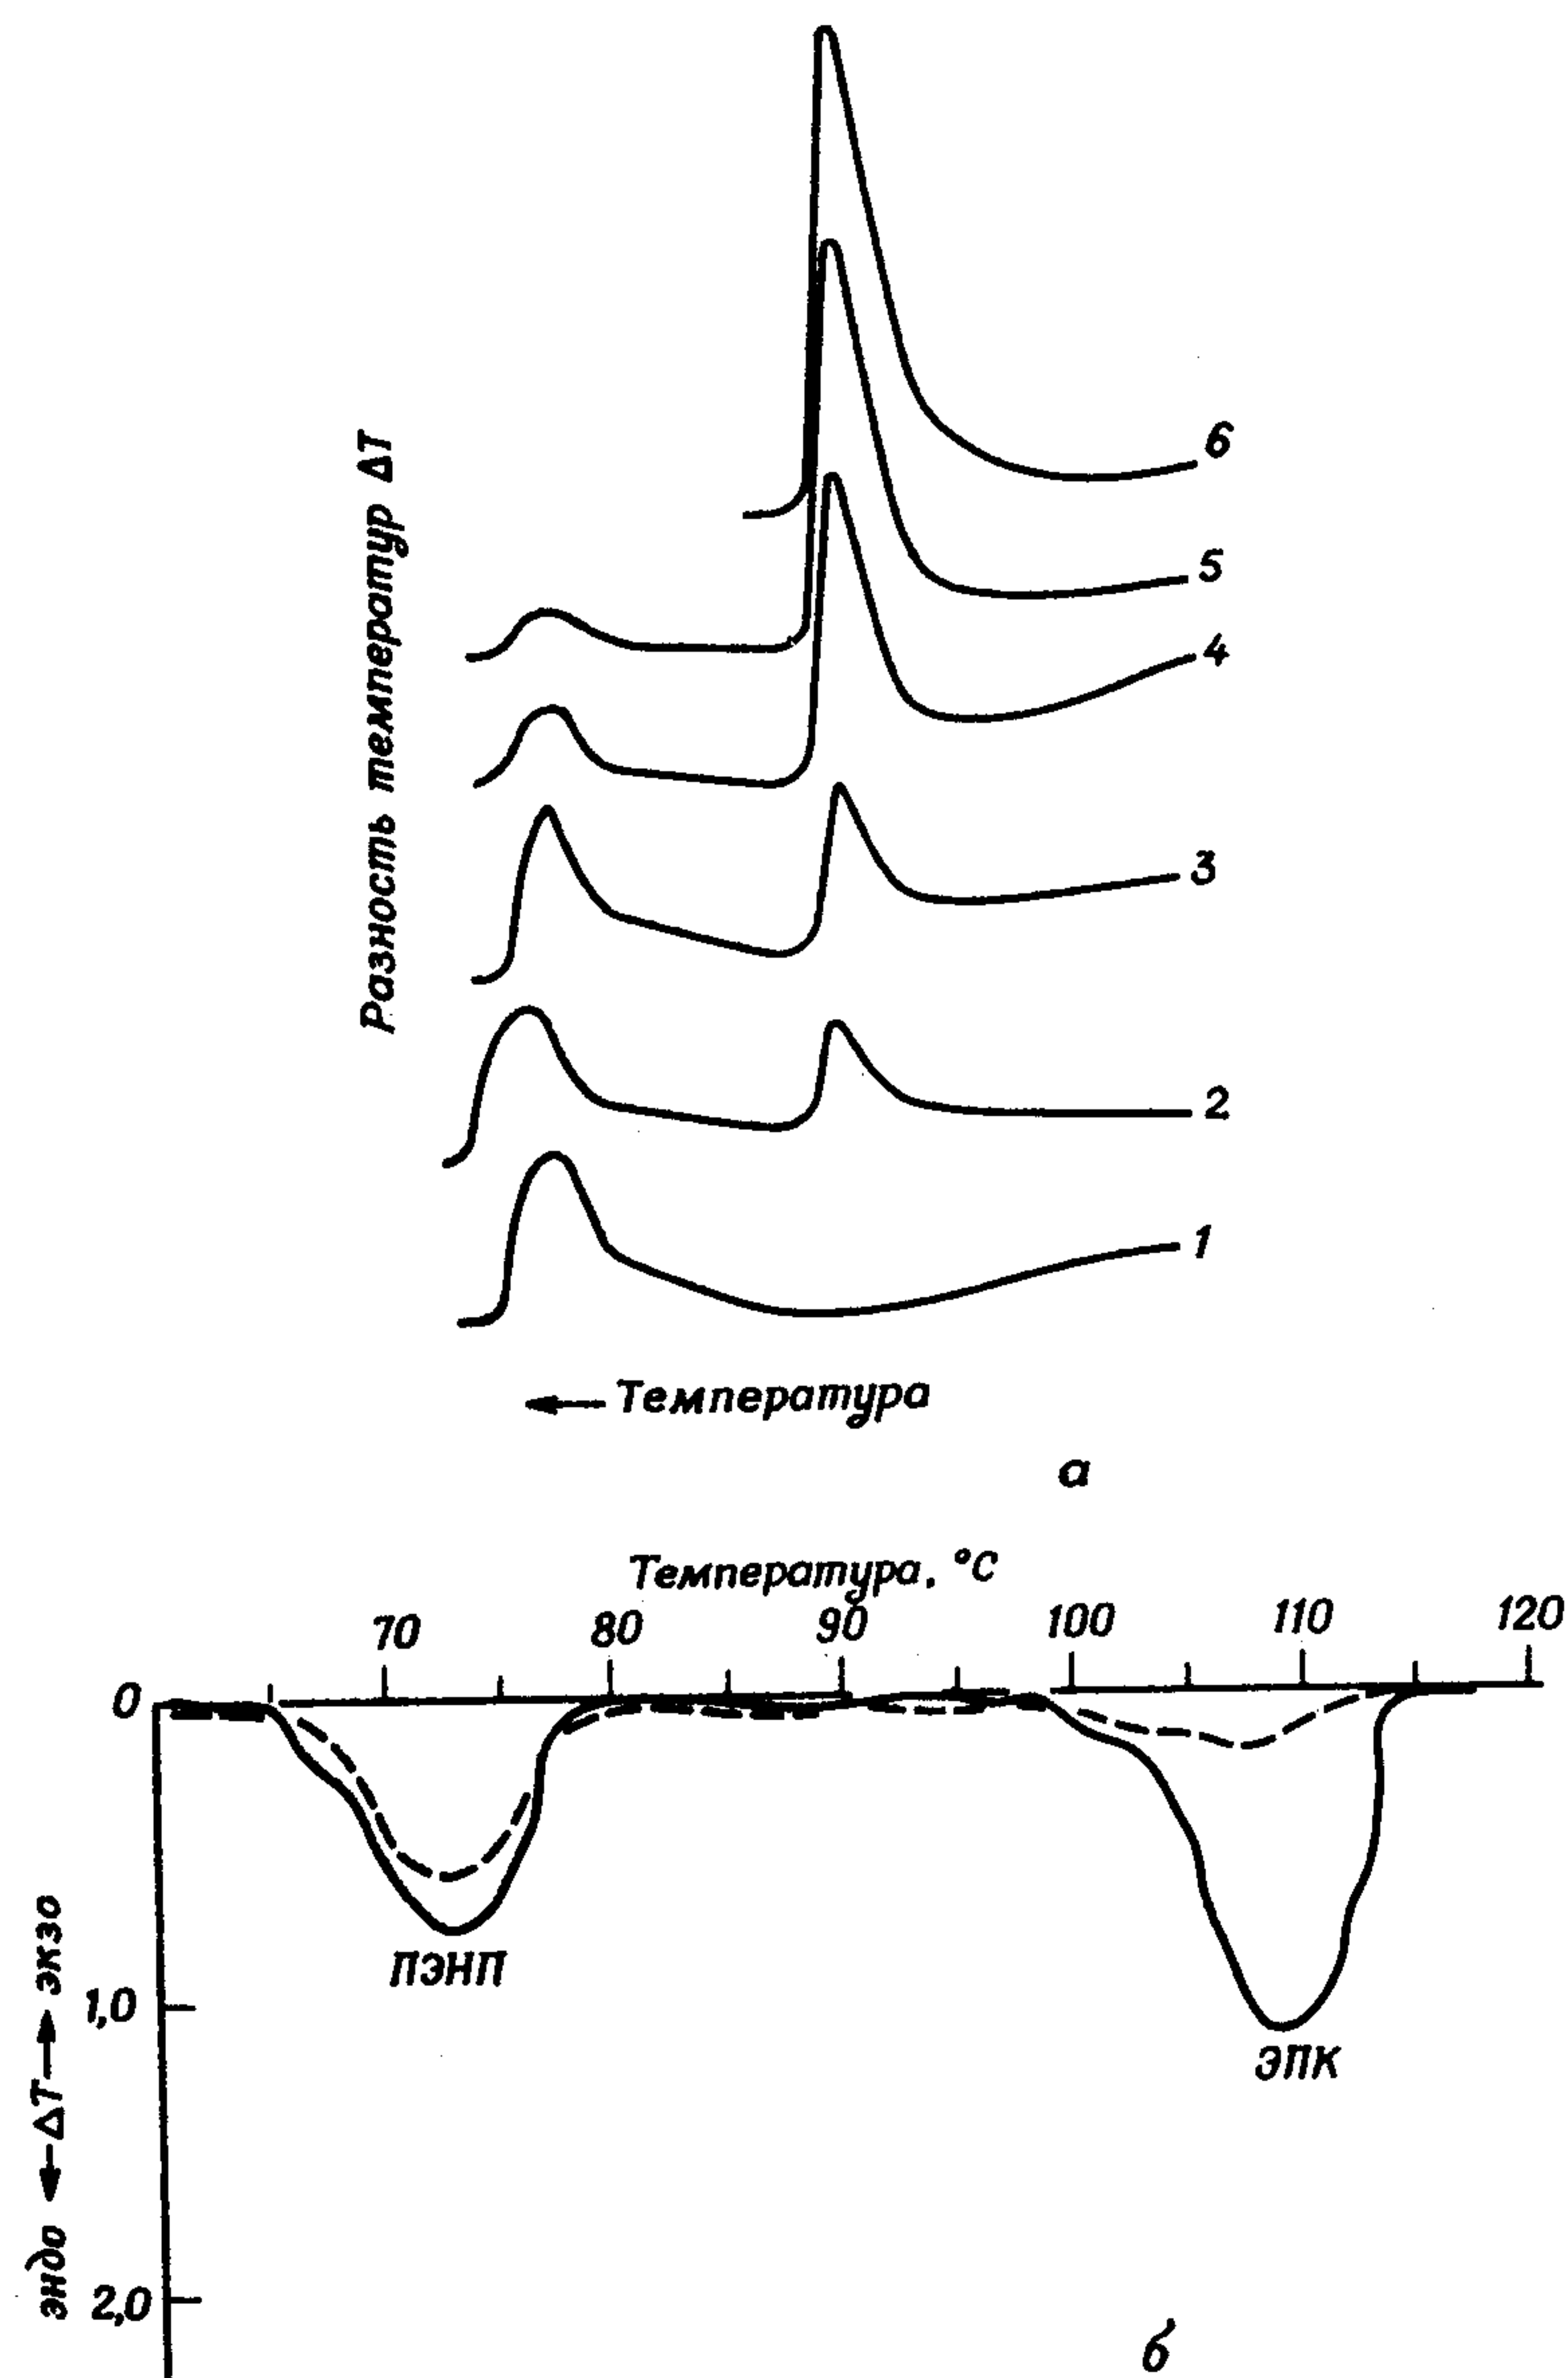 Разность температур ΔT
6
5
4
3
2
1
← Температура
а
Температура, °С
70 80 90 100 110 120
0
1,0
2,0
эндо ← ΔT → экзо
ПЭНП
ЭПК
б